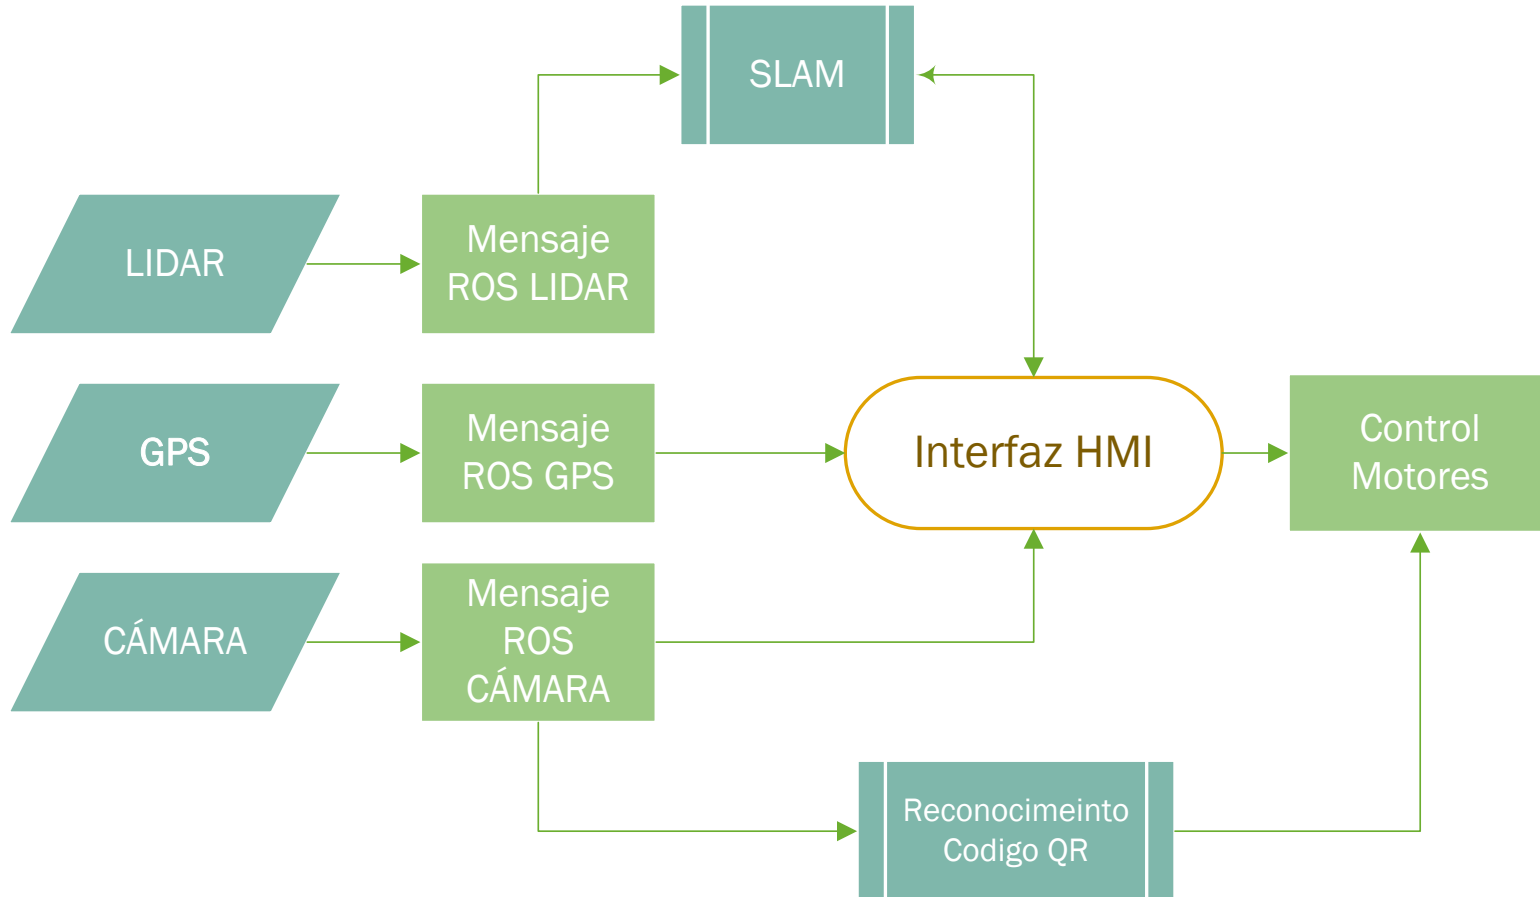 SLAM
LIDAR
Mensaje
ROS LIDAR
GPS
Mensaje
ROS GPS
Interfaz HMI
Control
Motores
CÁMARA
Mensaje
ROS
CÁMARA
Reconocimeinto
Codigo QR